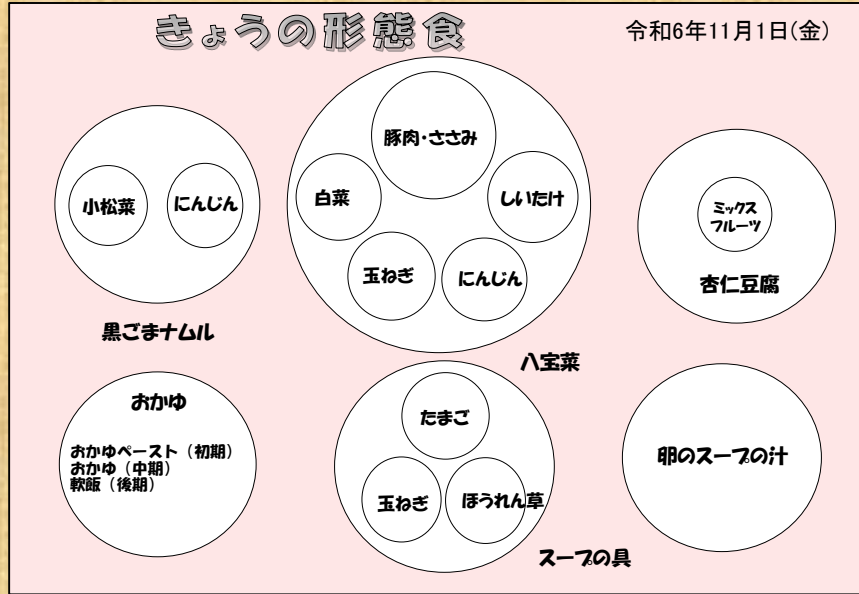 きょうの形態食
令和6年11月1日(金)
小松菜
にんじん
黒ごまナムル
豚肉・ささみ
白菜
しいたけ
玉ねぎ
にんじん
八宝菜
ミックス
フルーツ
杏仁豆腐
おかゆ
おかゆペースト（初期）
おかゆ（中期）
軟飯（後期）
たまご
玉ねぎ
ほうれん草
スープの具
卵のスープの汁